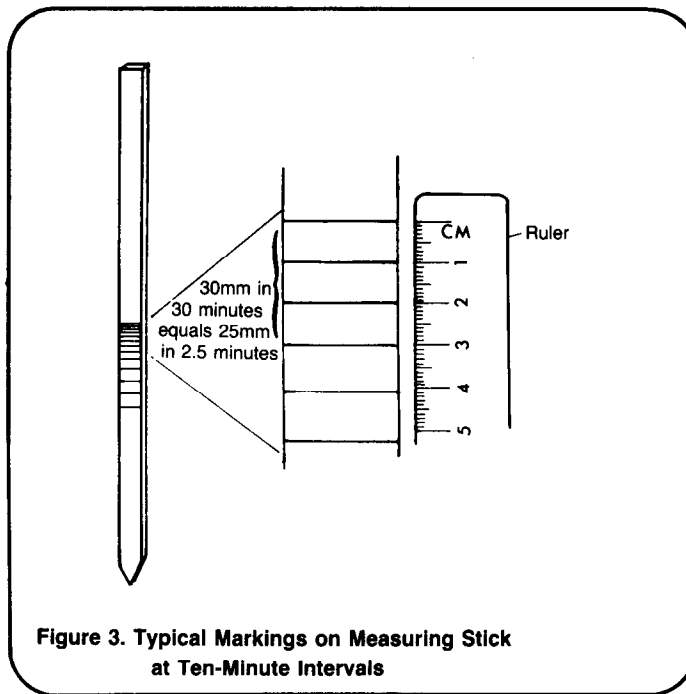 CM
Ruler
1
2
3
4
5
30mm in
30 minutes
equals 25mm
in 2.5 minutes
Figure 3. Typical Markings on Measuring Stick
at Ten-Minute Intervals